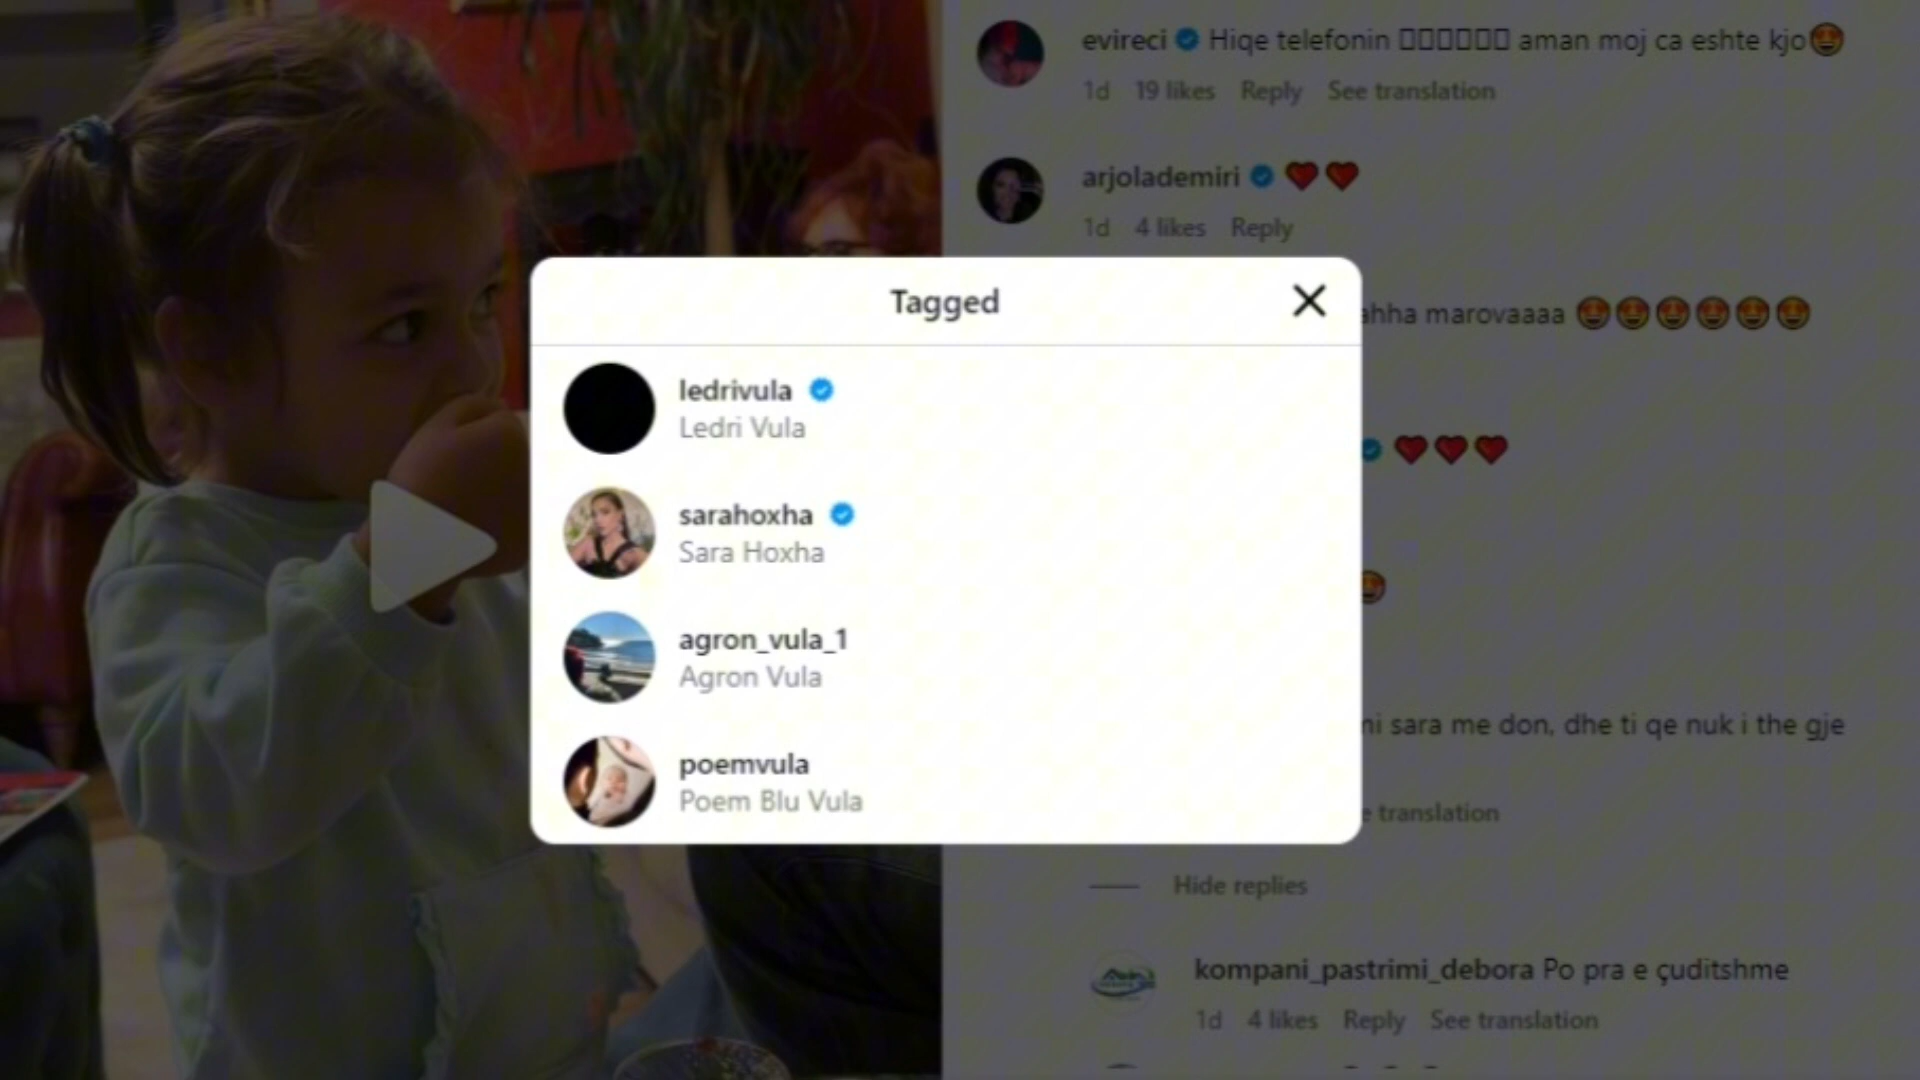 evireci Hiqe telefonin aman moj ca eshte kjo😍
1d 19 likes Reply See translation
arjolademiri ❤️❤️
1d 4 likes Reply
Tagged
ahha marovaaaa 😍😍😍😍😍😍
ledrivula
Ledri Vula
❤️❤️❤️
sarahoxha
Sara Hoxha
agron_vula_1
Agron Vula
sara me don, dhe ti qe nuk i the gje
poemvula
Poem Blu Vula
translation
Hide replies
kompani_pastrimi_debora Po pra e çuditshme
1d 4 likes Reply See translation